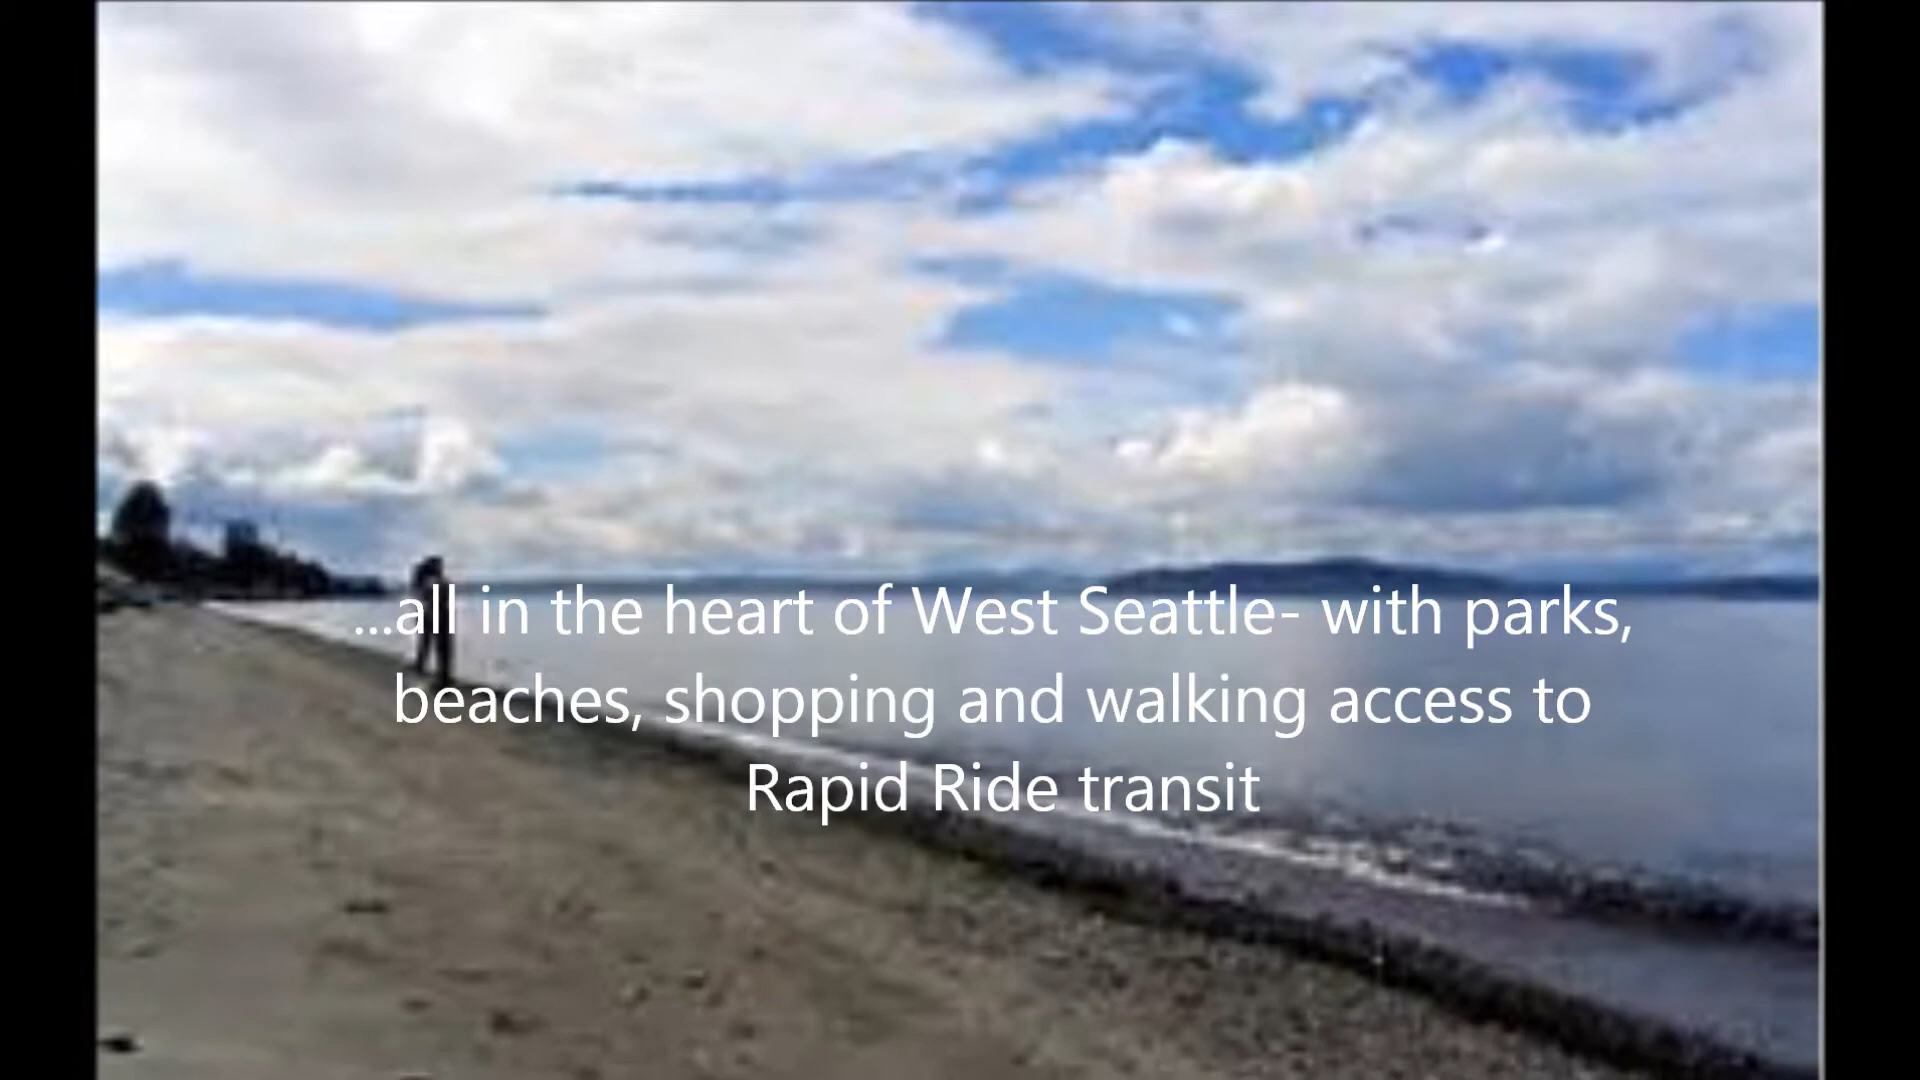 ...all in the heart of West Seattle- with parks,
beaches, shopping and walking access to
Rapid Ride transit